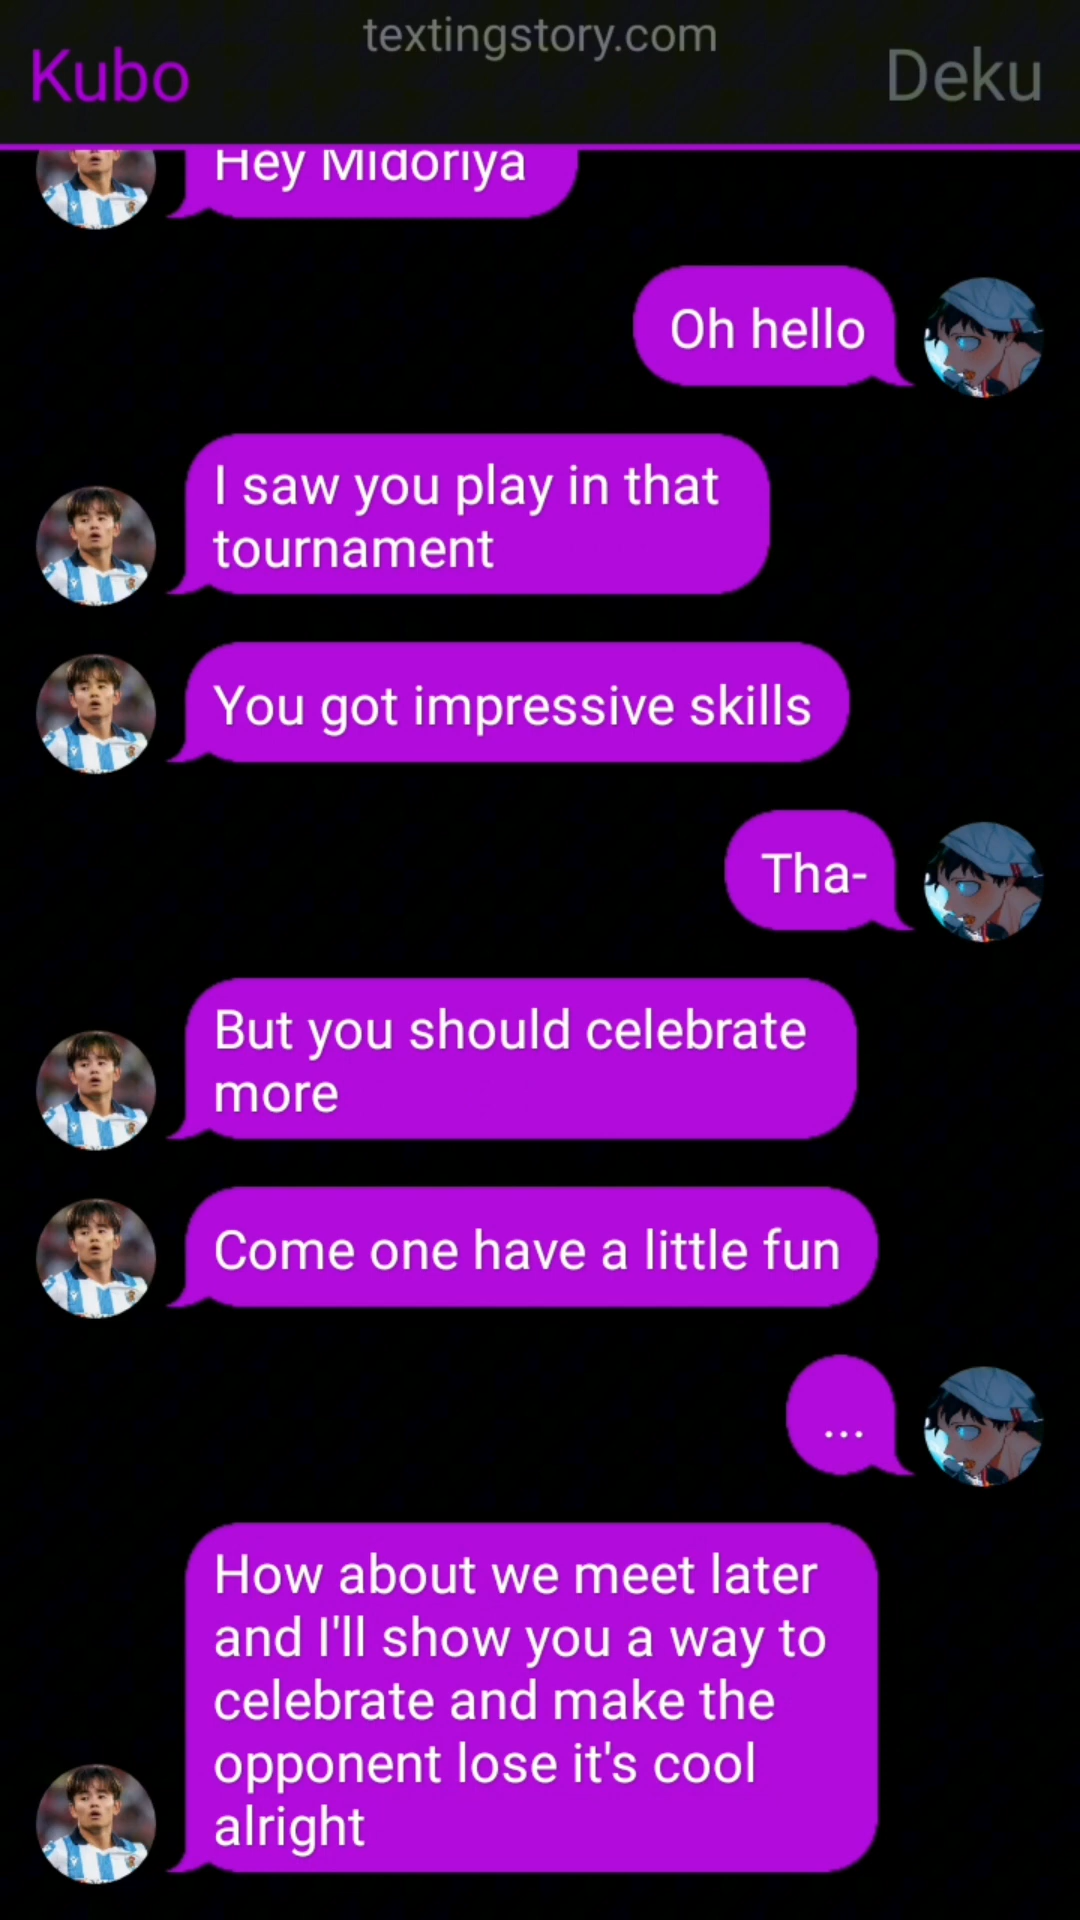 textingstory.com
Kubo
Deku
Hey Midoriya
Oh hello
I saw you play in that
tournament
You got impressive skills
Tha-
But you should celebrate
more
Come one have a little fun
...
How about we meet later
and I'll show you a way to
celebrate and make the
opponent lose it's cool
alright